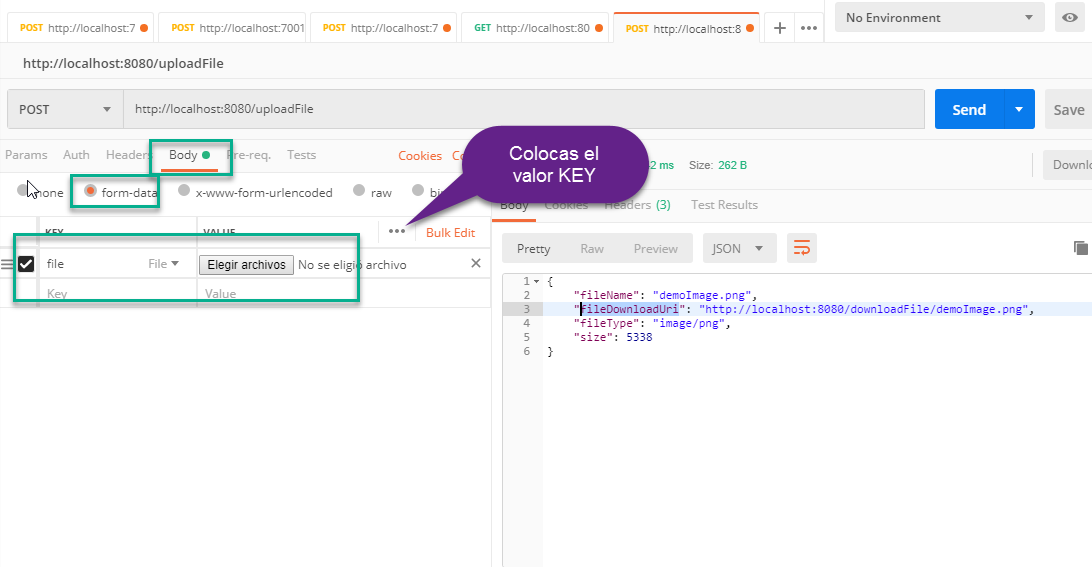 POST http://localhost:7
POST http://localhost:7001
POST http://localhost:7
GET http://localhost:80
POST http://localhost:8
No Environment
http://localhost:8080/uploadFile
POST
http://localhost:8080/uploadFile
Send
Save
Params
Auth
Headers
Body
Pre-req.
Tests
Cookies
Colocas el
valor KEY
ms
Size: 262 B
Downlo
none
form-data
x-www-form-urlencoded
raw
Body
Cookies
Headers (3)
Test Results
KEY
VALUE
Bulk Edit
file
File
Elegir archivos
No se eligió archivo
Key
Value
Pretty
Raw
Preview
JSON
1 {
2 "fileName": "demoImage.png",
3 "fileDownloadUri": "http://localhost:8080/downloadFile/demoImage.png",
4 "fileType": "image/png",
5 "size": 5338
6 }